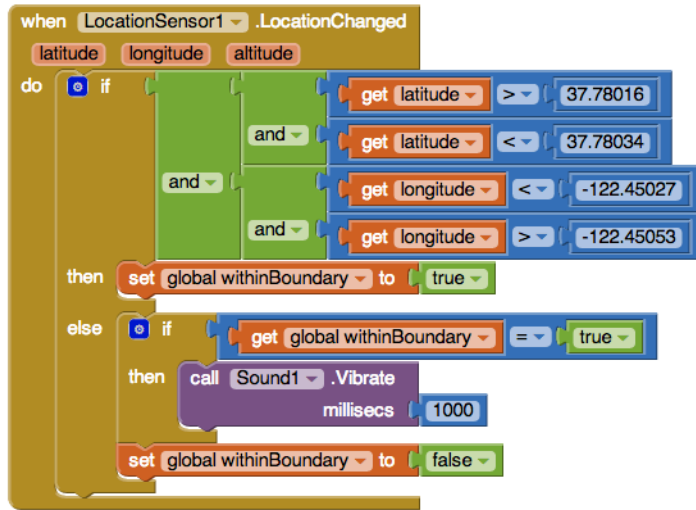 when LocationSensor1 .LocationChanged
latitude longitude altitude
do if get latitude > 37.78016
and get latitude < 37.78034
and get longitude < -122.45027
and get longitude > -122.45053
then set global withinBoundary to true
else if get global withinBoundary = true
then call Sound1 .Vibrate
millisecs 1000
set global withinBoundary to false